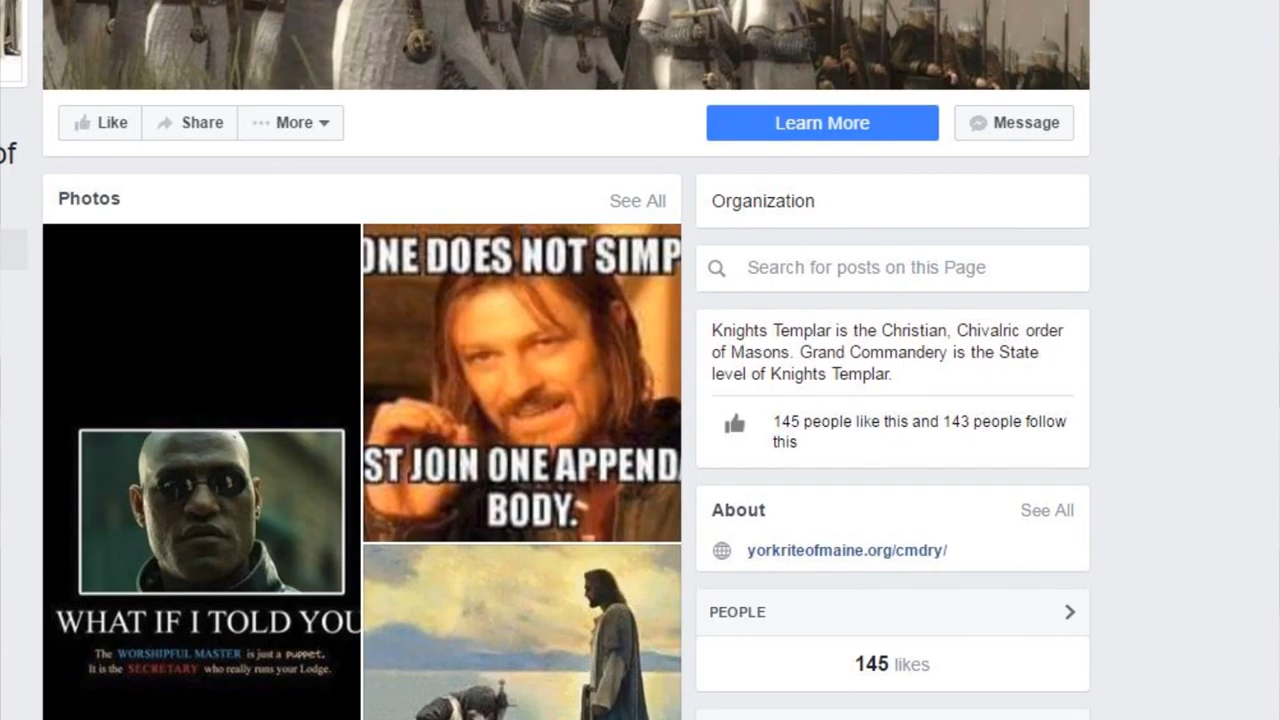 of
Like
Share
More
Learn More
Message
Photos
See All
ONE DOES NOT SIMP
ST JOIN ONE APPEND
BODY.
WHAT IF I TOLD YOU
The WORSHIPFUL MASTER is just a puppet.
It is the SECRETARY who really runs your Lodge.
Organization
Search for posts on this Page
Knights Templar is the Christian, Chivalric order
of Masons. Grand Commandery is the State
level of Knights Templar.
145 people like this and 143 people follow
this
About
See All
yorkriteofmaine.org/cmdry/
PEOPLE
145 likes